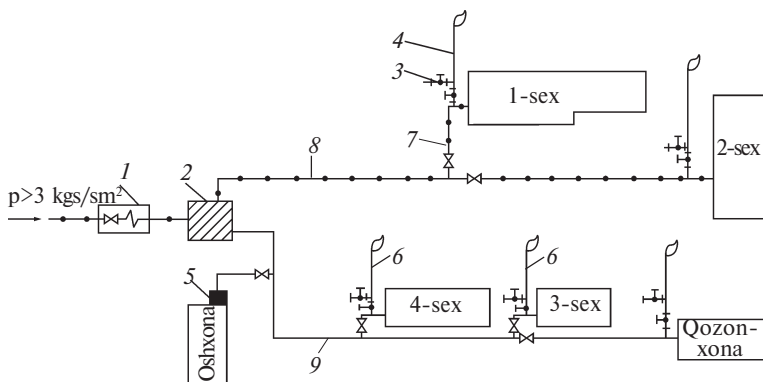 4
3
1-sex
2-sex
7
8
1
2
p>3 kgs/sm²
6
6
5
4-sex
3-sex
Oshxona
Qozon-
xona
9